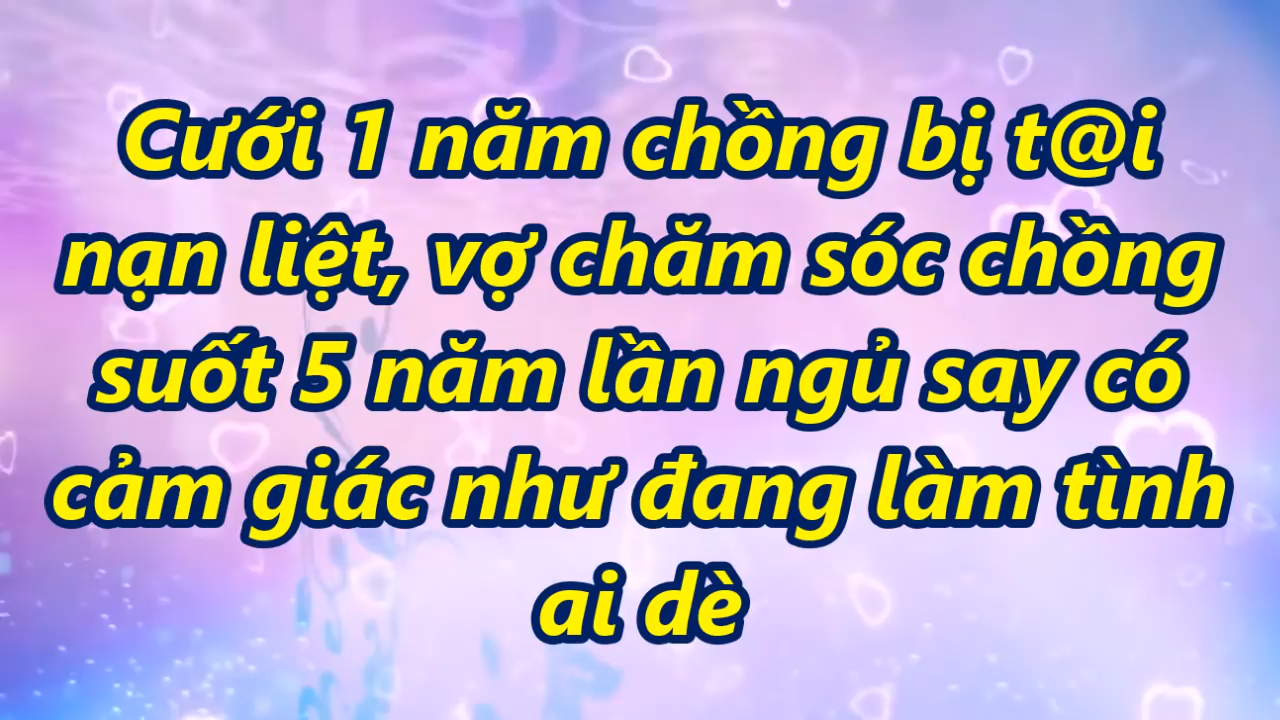 Cưới 1 năm chồng bị t@i
nạn liệt, vợ chăm sóc chồng
suốt 5 năm lần ngủ say có
cảm giác như đang làm tình
ai dè